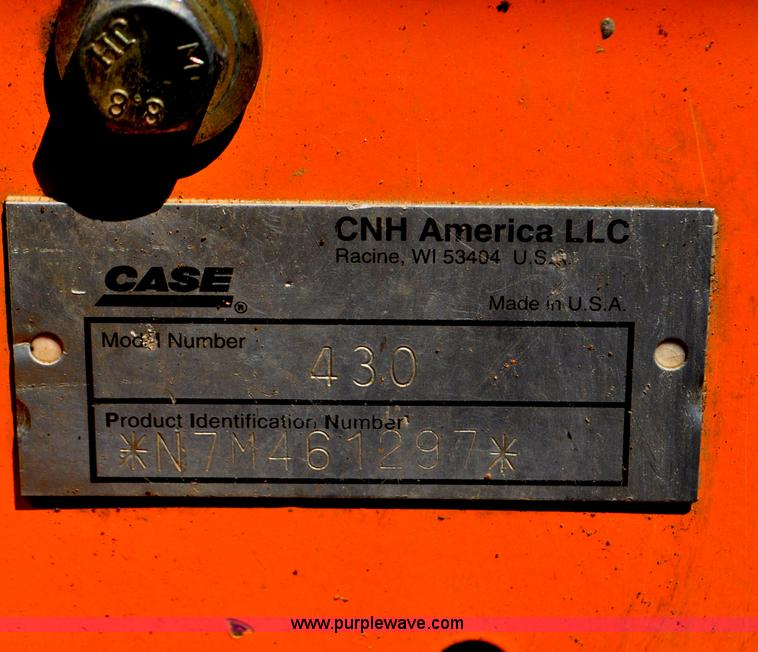 HJ M
8.8
CNH America LLC
Racine, WI 53404 U.S.A.
CASE®
Made in U.S.A.
Model Number
430
Product Identification Number
*N7M461297*
www.purplewave.com